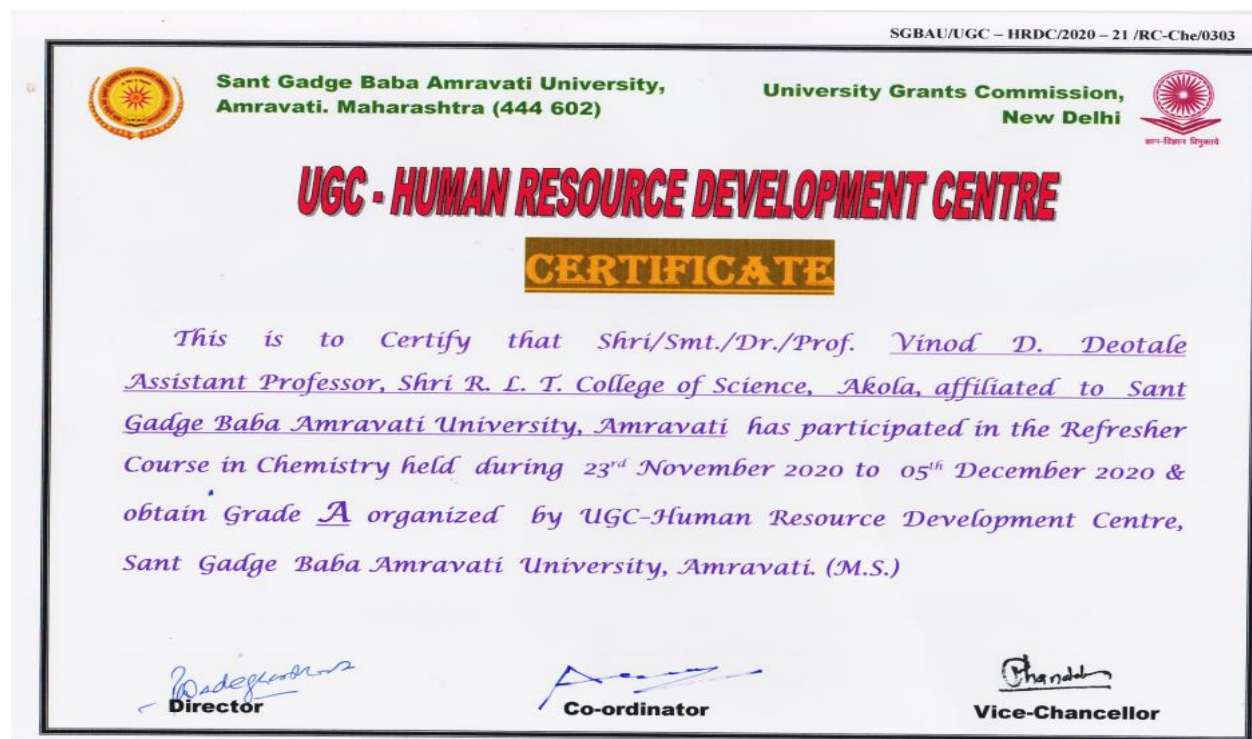 SGBAU/UGC – HRDC/2020 – 21 /RC-Che/0303
Sant Gadge Baba Amravati University,
Amravati. Maharashtra (444 602)
University Grants Commission,
New Delhi
ज्ञान-विज्ञान विमुक्तये
UGC - HUMAN RESOURCE DEVELOPMENT CENTRE
CERTIFICATE
This is to Certify that Shri/Smt./Dr./Prof. Vinod D. Deotale
Assistant Professor, Shri R. L. T. College of Science, Akola, affiliated to Sant
Gadge Baba Amravati University, Amravati has participated in the Refresher
Course in Chemistry held during 23rd November 2020 to 05th December 2020 &
obtain Grade A organized by UGC-Human Resource Development Centre,
Sant Gadge Baba Amravati University, Amravati. (M.S.)
Director
Co-ordinator
Vice-Chancellor